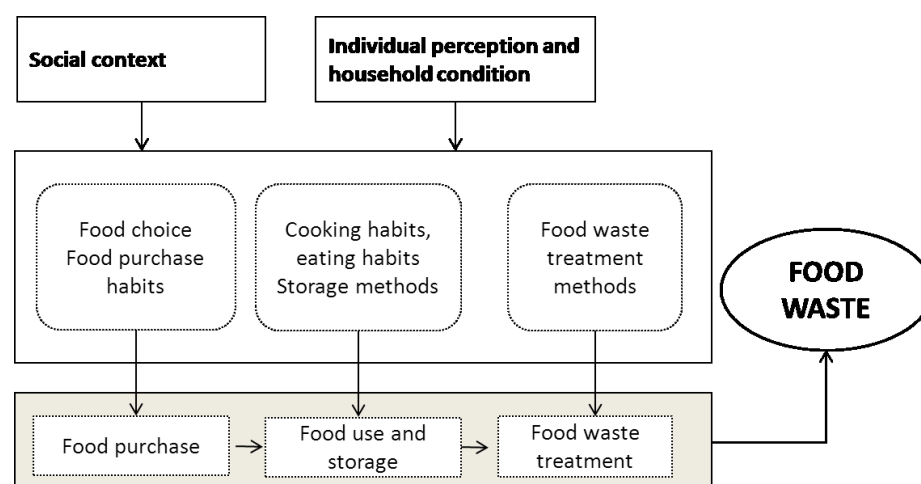 Social context
Individual perception and
household condition
Food choice
Food purchase
habits
Cooking habits,
eating habits
Storage methods
Food waste
treatment
methods
FOOD
WASTE
Food purchase
Food use and
storage
Food waste
treatment